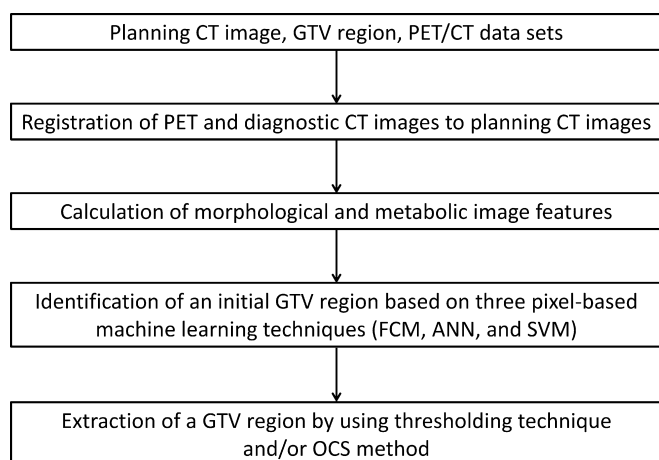 Planning CT image, GTV region, PET/CT data sets
Registration of PET and diagnostic CT images to planning CT images
Calculation of morphological and metabolic image features
Identification of an initial GTV region based on three pixel-based
machine learning techniques (FCM, ANN, and SVM)
Extraction of a GTV region by using thresholding technique
and/or OCS method